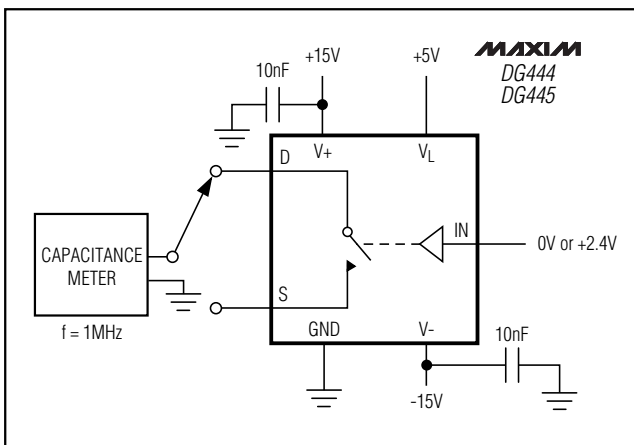 MAXIM
DG444
DG445
+15V
+5V
10nF
D
V+
VL
IN
0V or +2.4V
CAPACITANCE
METER
S
GND
V-
10nF
f = 1MHz
-15V